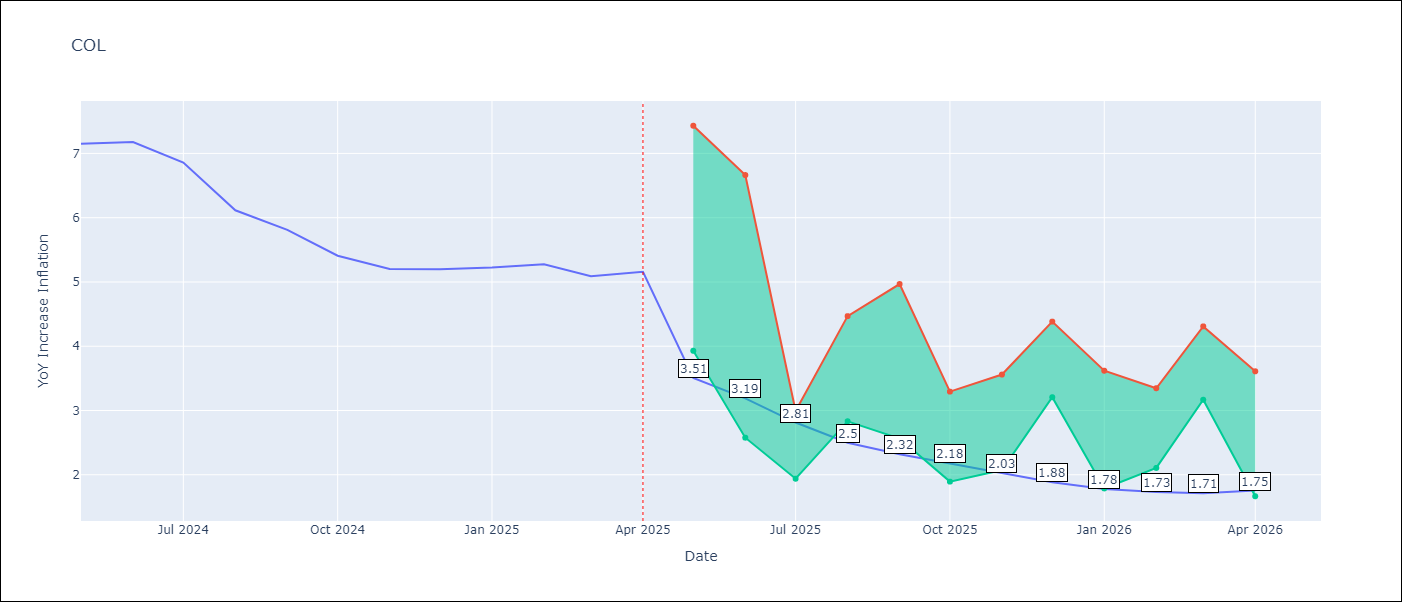 COL
YoY Increase Inflation
7
6
5
4
3
2
3.51
3.19
2.81
2.5
2.32
2.18
2.03
1.88
1.78
1.73
1.71
1.75
Jul 2024
Oct 2024
Jan 2025
Apr 2025
Jul 2025
Oct 2025
Jan 2026
Apr 2026
Date